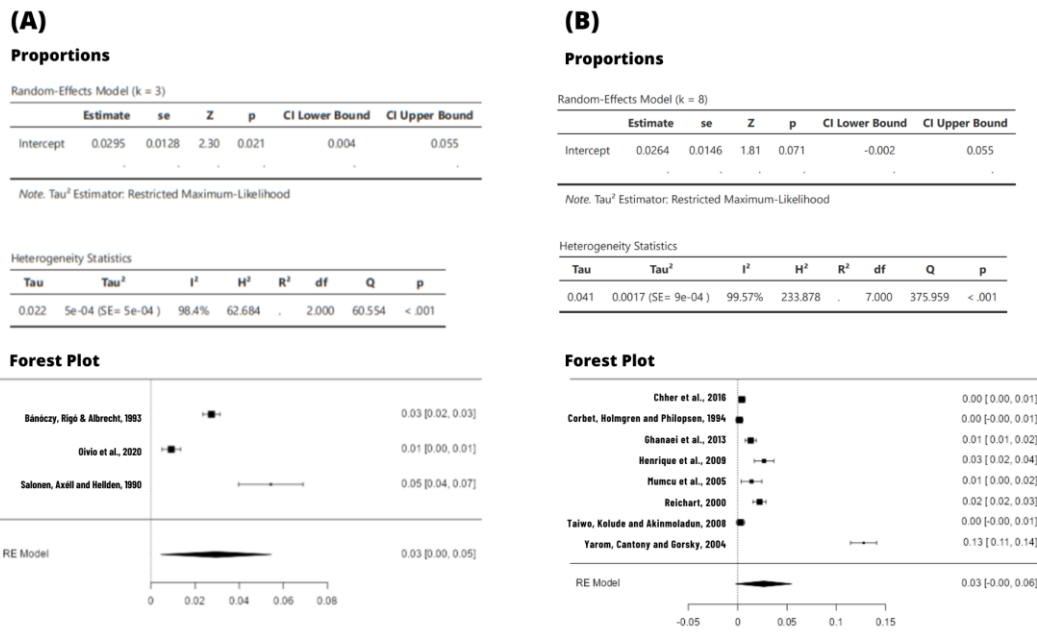 (A)
Proportions
Random-Effects Model (k = 3)
Estimate se Z p CI Lower Bound CI Upper Bound
Intercept 0.0295 0.0128 2.30 0.021 0.004 0.055
. . . . . .
Note. Tau² Estimator: Restricted Maximum-Likelihood
Heterogeneity Statistics
Tau Tau² I² H² R² df Q p
0.022 5e-04 (SE= 5e-04 ) 98.4% 62.684 . 2.000 60.554 < .001
Forest Plot
Bánóczy, Rigó & Albrecht, 1993 0.03 [0.02, 0.03]
Oivio et al., 2020 0.01 [0.00, 0.01]
Salonen, Axéll and Hellden, 1990 0.05 [0.04, 0.07]
RE Model 0.03 [0.00, 0.05]
0 0.02 0.04 0.06 0.08
(B)
Proportions
Random-Effects Model (k = 8)
Estimate se Z p CI Lower Bound CI Upper Bound
Intercept 0.0264 0.0146 1.81 0.071 -0.002 0.055
. . . . . .
Note. Tau² Estimator: Restricted Maximum-Likelihood
Heterogeneity Statistics
Tau Tau² I² H² R² df Q p
0.041 0.0017 (SE= 9e-04 ) 99.57% 233.878 . 7.000 375.959 < .001
Forest Plot
Chher et al., 2016 0.00 [ 0.00, 0.01]
Corbet, Holmgren and Philopsen, 1994 0.00 [-0.00, 0.01]
Ghanaei et al., 2013 0.01 [ 0.01, 0.02]
Henrique et al., 2009 0.03 [ 0.02, 0.04]
Mumcu et al., 2005 0.01 [ 0.00, 0.02]
Reichart, 2000 0.02 [ 0.02, 0.03]
Taiwo, Kolude and Akinmoladun, 2008 0.00 [-0.00, 0.01]
Yarom, Cantony and Gorsky, 2004 0.13 [ 0.11, 0.14]
RE Model 0.03 [-0.00, 0.06]
-0.05 0 0.05 0.1 0.15